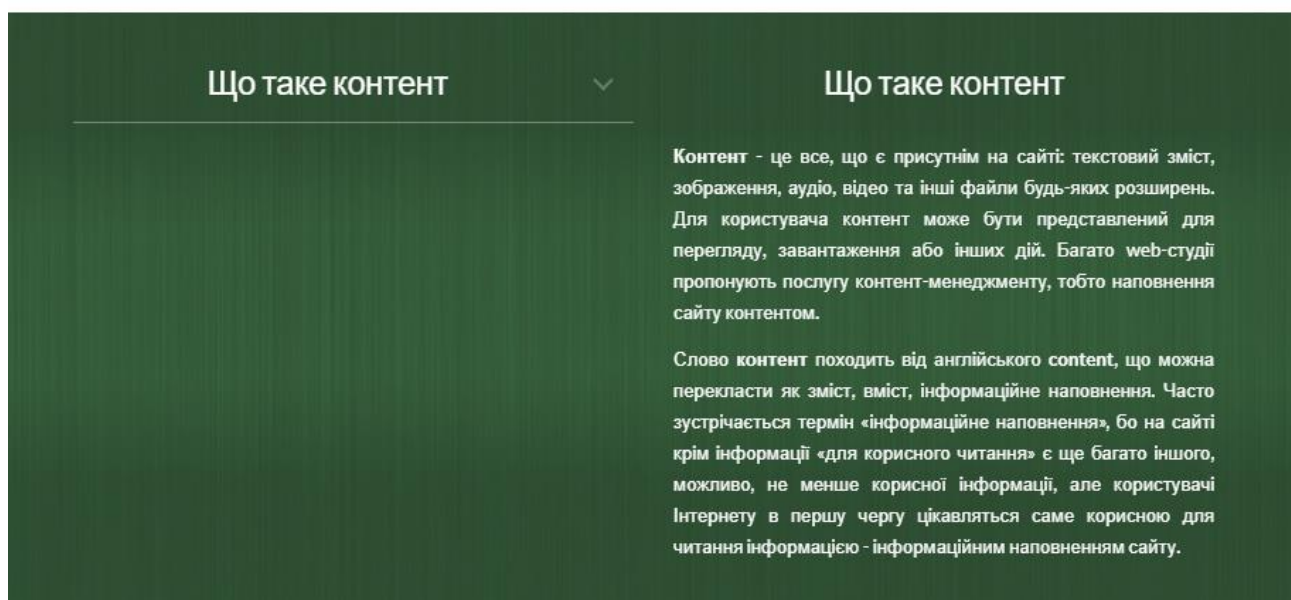 Що таке контент
Що таке контент
Контент - це все, що є присутнім на сайті: текстовий зміст,
зображення, аудіо, відео та інші файли будь-яких розширень.
Для користувача контент може бути представлений для
перегляду, завантаження або інших дій. Багато web-студії
пропонують послугу контент-менеджменту, тобто наповнення
сайту контентом.
Слово контент походить від англійського content, що можна
перекласти як зміст, вміст, інформаційне наповнення. Часто
зустрічається термін «інформаційне наповнення», бо на сайті
крім інформації «для корисного читання» є ще багато іншого,
можливо, не менше корисної інформації, але користувачі
Інтернету в першу чергу цікавляться саме корисною для
читання інформацією - інформаційним наповненням сайту.